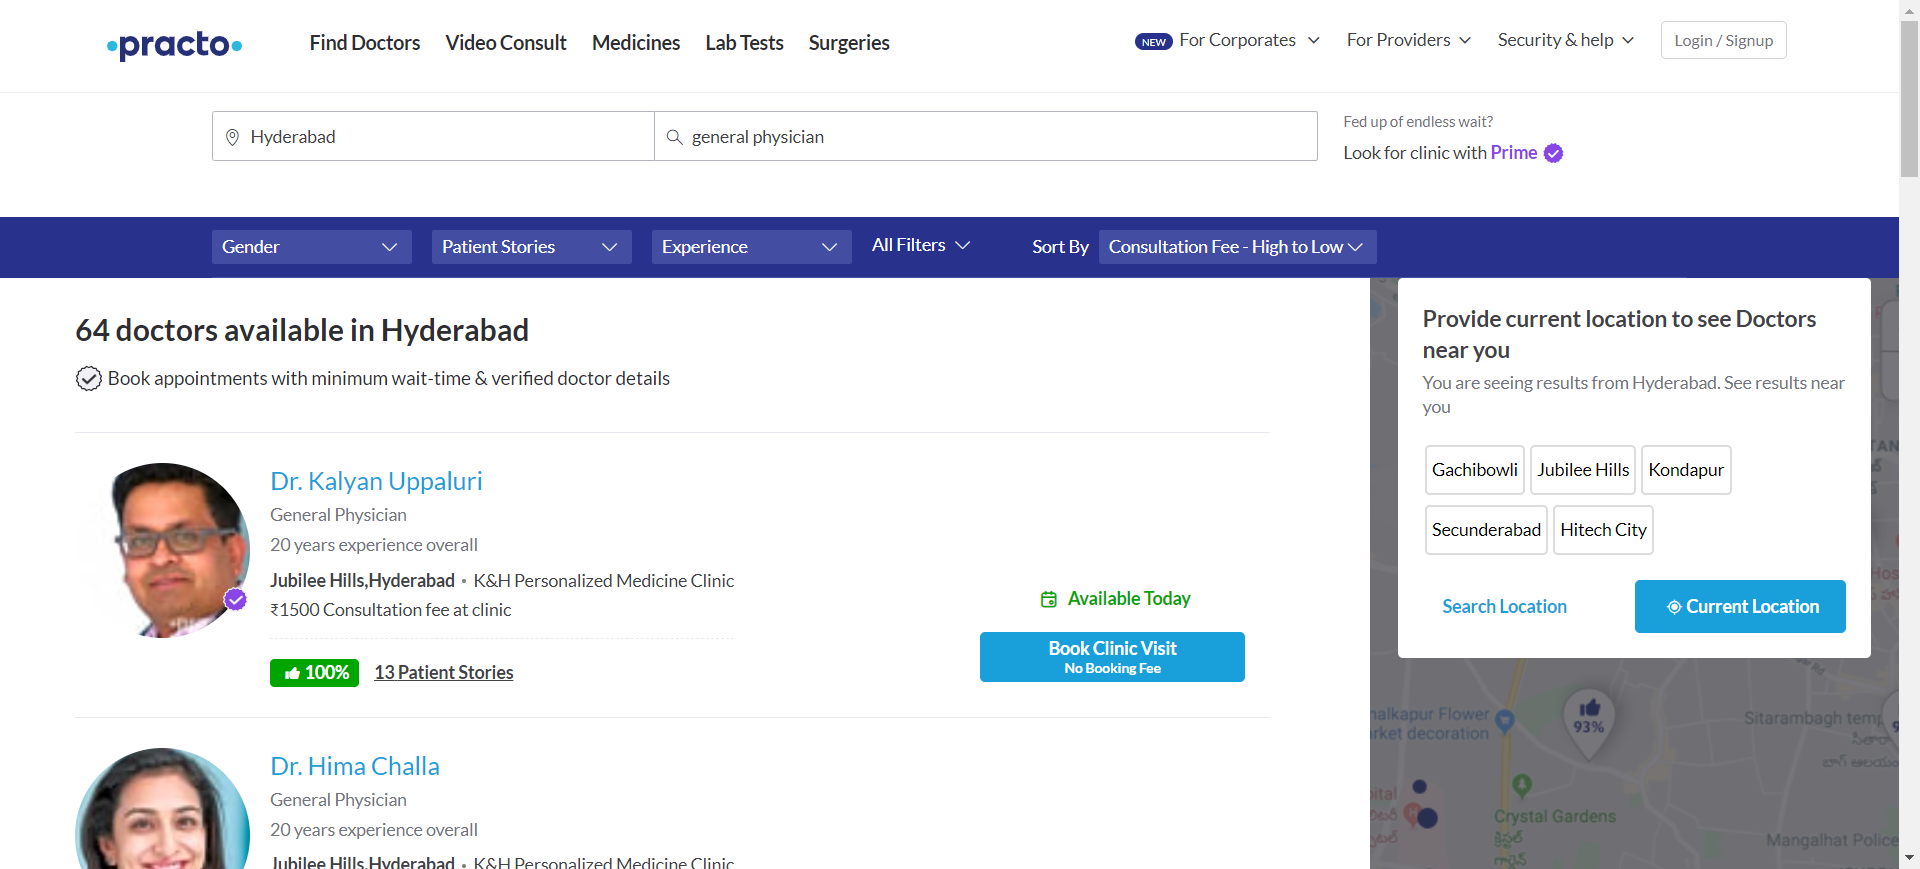 practo
Find Doctors
Video Consult
Medicines
Lab Tests
Surgeries
NEW For Corporates
For Providers
Security & help
Login / Signup
Hyderabad
general physician
Fed up of endless wait?
Look for clinic with Prime
Gender
Patient Stories
Experience
All Filters
Sort By
Consultation Fee - High to Low
64 doctors available in Hyderabad
Book appointments with minimum wait-time & verified doctor details
Dr. Kalyan Uppaluri
General Physician
20 years experience overall
Jubilee Hills,Hyderabad • K&H Personalized Medicine Clinic
₹1500 Consultation fee at clinic
100%
13 Patient Stories
Available Today
Book Clinic Visit
No Booking Fee
Dr. Hima Challa
General Physician
20 years experience overall
Jubilee Hills,Hyderabad • K&H Personalized Medicine Clinic
Provide current location to see Doctors
near you
You are seeing results from Hyderabad. See results near
you
Gachibowli
Jubilee Hills
Kondapur
Secunderabad
Hitech City
Search Location
Current Location
Flower
rket decoration
93%
Sitarambagh
Crystal Gardens
క్రిస్టల్
గార్డెన్
Mangalhat Police